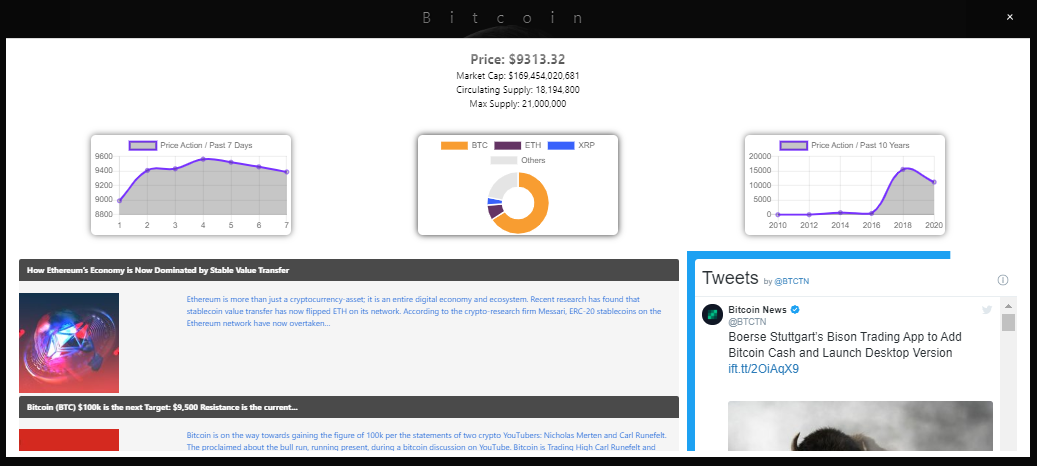 Bitcoin
×
Price: $9313.32
Market Cap: $169,454,020,681
Circulating Supply: 18,194,800
Max Supply: 21,000,000
Price Action / Past 7 Days
9600
9400
9200
9000
8800
1 2 3 4 5 6 7
BTC ETH XRP
Others
Price Action / Past 10 Years
20000
15000
10000
5000
0
2010 2012 2014 2016 2018 2020
How Ethereum's Economy is Now Dominated by Stable Value Transfer
Ethereum is more than just a cryptocurrency-asset; it is an entire digital economy and ecosystem. Recent research has found that
stablecoin value transfer has now flipped ETH on its network. According to the crypto-research firm Messari, ERC-20 stablecoins on the
Ethereum network have now overtaken...
Bitcoin (BTC) $100k is the next Target: $9,500 Resistance is the current...
Bitcoin is on the way towards gaining the figure of 100k per the statements of two crypto YouTubers: Nicholas Merten and Carl Runefelt.
The proclaimed about the bull run, running present, during a bitcoin discussion on YouTube. Bitcoin is Trading High Carl Runefelt and
Tweets by @BTCTN
Bitcoin News
@BTCTN
Boerse Stuttgart's Bison Trading App to Add
Bitcoin Cash and Launch Desktop Version
ift.tt/2OiAqX9